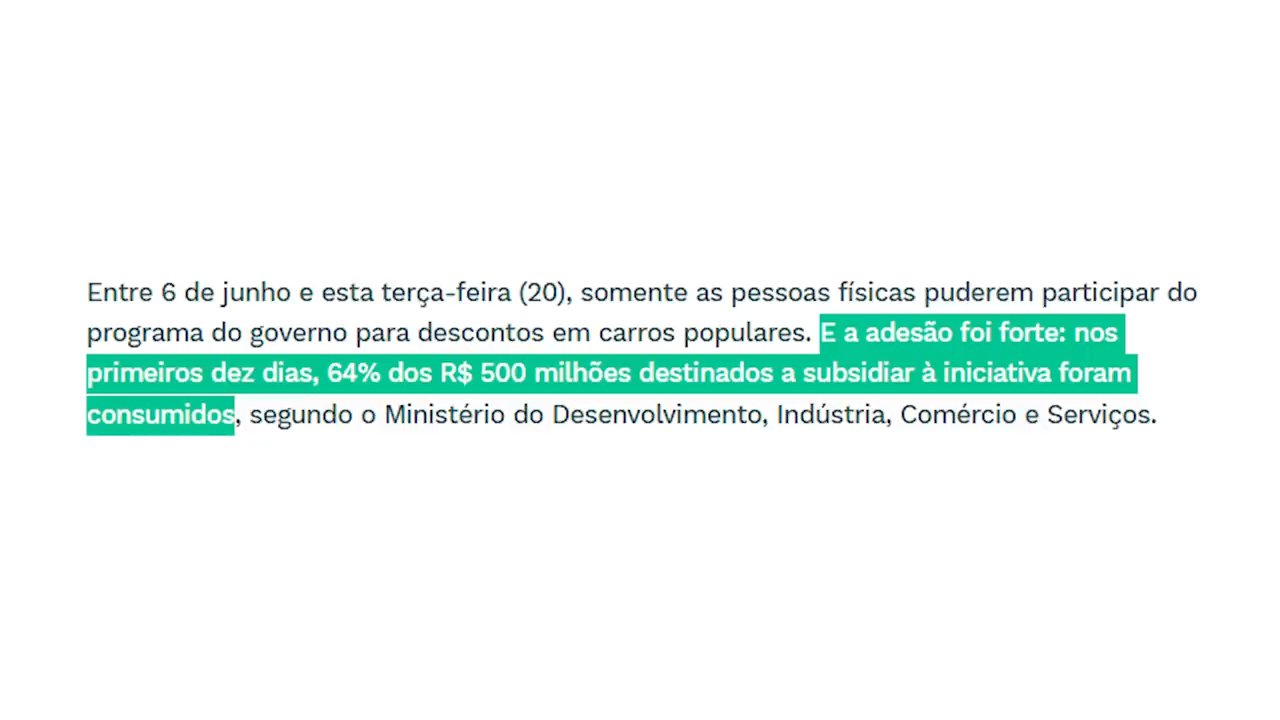 Entre 6 de junho e esta terça-feira (20), somente as pessoas físicas puderem participar do
programa do governo para descontos em carros populares. E a adesão foi forte: nos
primeiros dez dias, 64% dos R$ 500 milhões destinados a subsidiar à iniciativa foram
consumidos, segundo o Ministério do Desenvolvimento, Indústria, Comércio e Serviços.